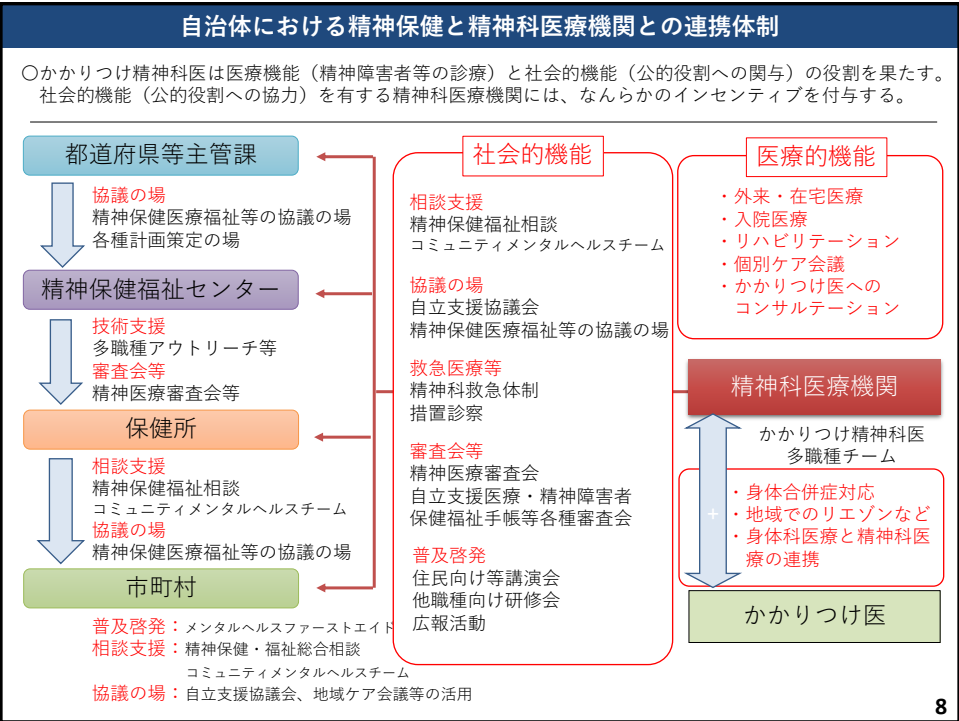 自治体における精神保健と精神科医療機関との連携体制
〇かかりつけ精神科医は医療機能（精神障害者等の診療）と社会的機能（公的役割への関与）の役割を果たす。
社会的機能（公的役割への協力）を有する精神科医療機関には、なんらかのインセンティブを付与する。
都道府県等主管課
協議の場
精神保健医療福祉等の協議の場
各種計画策定の場
精神保健福祉センター
技術支援
多職種アウトリーチ等
審査会等
精神医療審査会等
保健所
相談支援
精神保健福祉相談
コミュニティメンタルヘルスチーム
協議の場
精神保健医療福祉等の協議の場
市町村
普及啓発：メンタルヘルスファーストエイド
相談支援：精神保健・福祉総合相談
コミュニティメンタルヘルスチーム
協議の場：自立支援協議会、地域ケア会議等の活用
社会的機能
相談支援
精神保健福祉相談
コミュニティメンタルヘルスチーム
協議の場
自立支援協議会
精神保健医療福祉等の協議の場
救急医療等
精神科救急体制
措置診察
審査会等
精神医療審査会
自立支援医療・精神障害者
保健福祉手帳等各種審査会
普及啓発
住民向け等講演会
他職種向け研修会
広報活動
医療的機能
・外来・在宅医療
・入院医療
・リハビリテーション
・個別ケア会議
・かかりつけ医への
コンサルテーション
精神科医療機関
かかりつけ精神科医
多職種チーム
+
・身体合併症対応
・地域でのリエゾンなど
・身体科医療と精神科医
療の連携
かかりつけ医
8